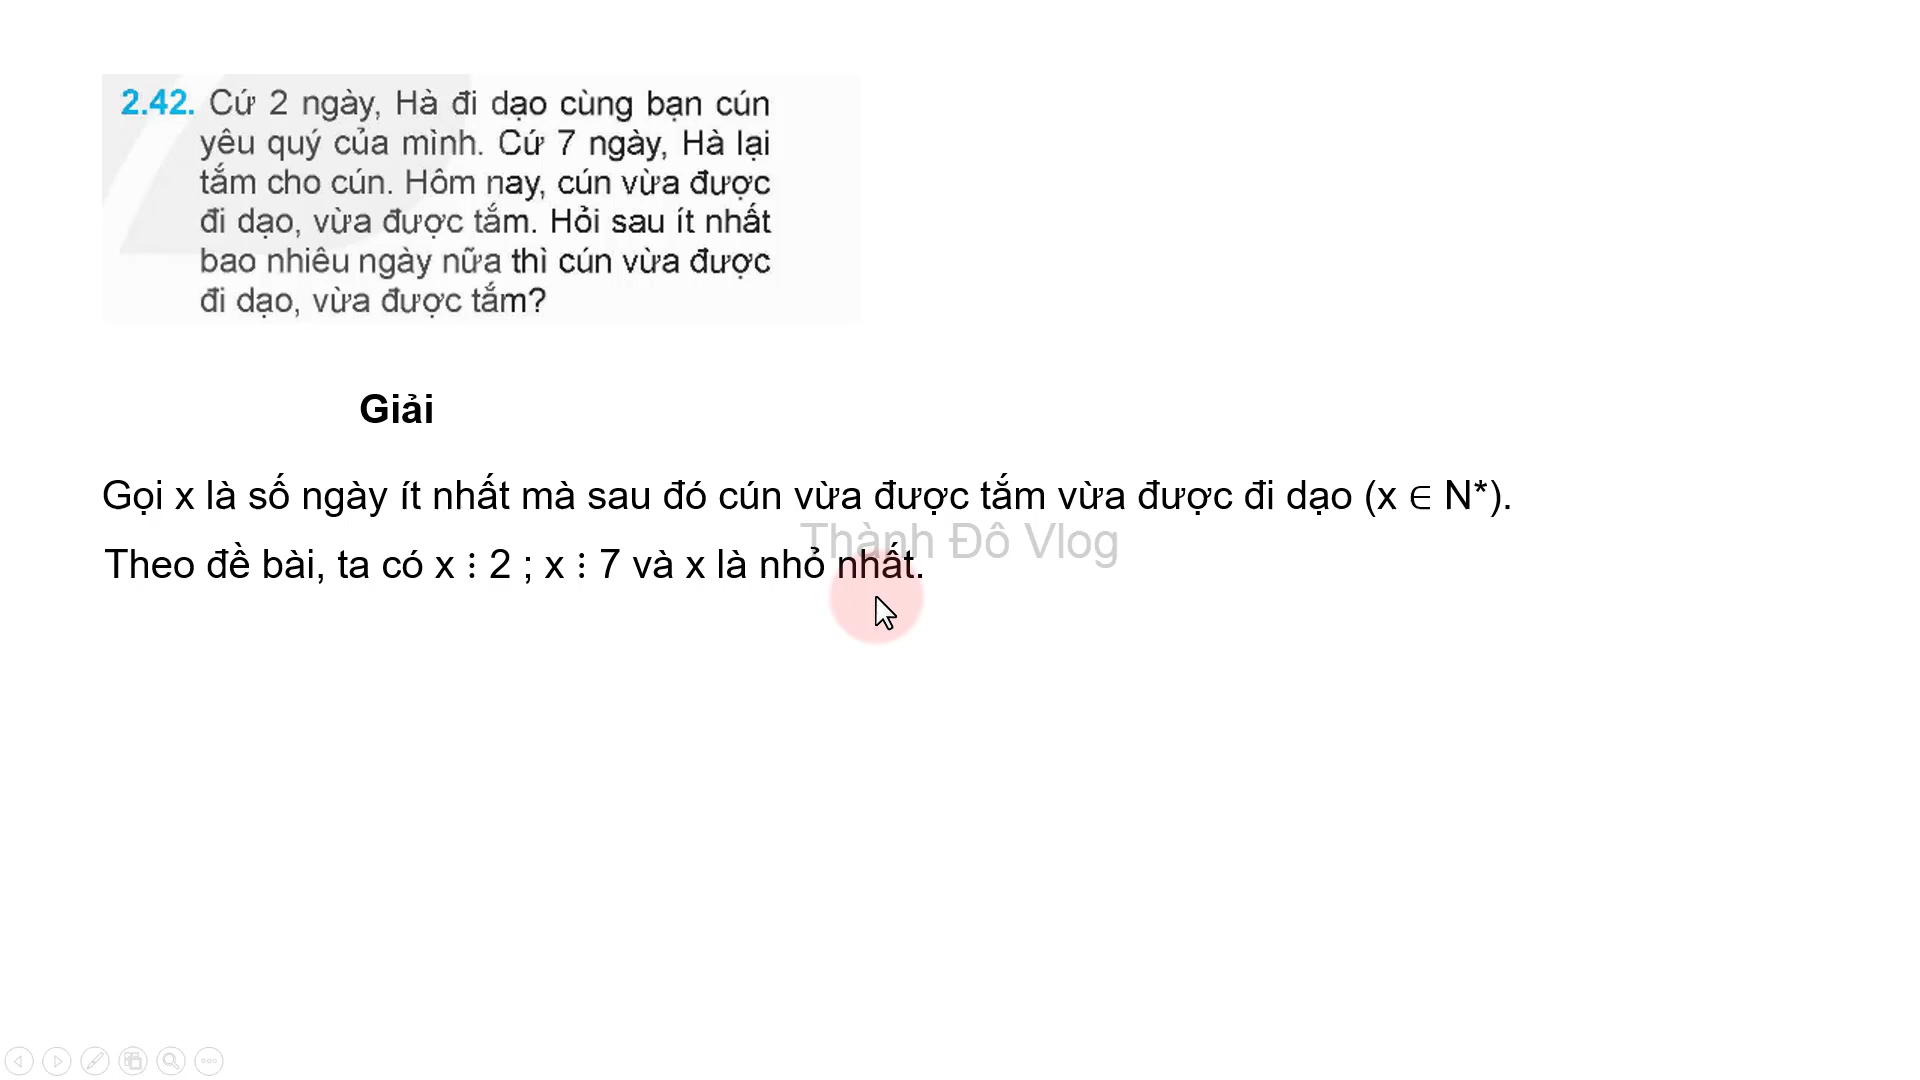 2.42. Cứ 2 ngày, Hà đi dạo cùng bạn cún
yêu quý của mình. Cứ 7 ngày, Hà lại
tắm cho cún. Hôm nay, cún vừa được
đi dạo, vừa được tắm. Hỏi sau ít nhất
bao nhiêu ngày nữa thì cún vừa được
đi dạo, vừa được tắm?
Giải
Gọi x là số ngày ít nhất mà sau đó cún vừa được tắm vừa được đi dạo (x ∈ N*).
Thành Đô Vlog
Theo đề bài, ta có x ⋮ 2 ; x ⋮ 7 và x là nhỏ nhất.